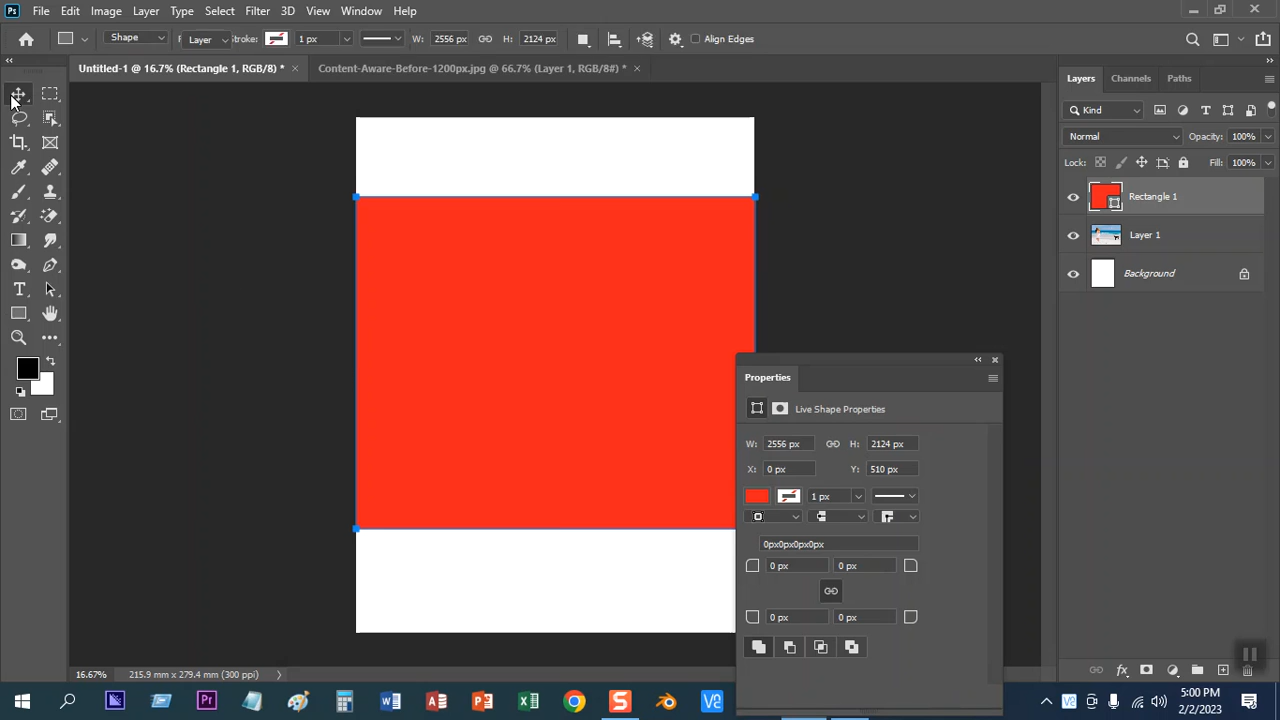 Ps File Edit Image Layer Type Select Filter 3D View Window Help
Shape Layer Stroke: 1 px W: 2556 px H: 2124 px Align Edges
Untitled-1 @ 16.7% (Rectangle 1, RGB/8) * × Content-Aware-Before-1200px.jpg @ 66.7% (Layer 1, RGB/8#) * ×
Layers Channels Paths
Kind
Normal Opacity: 100%
Lock: Fill: 100%
Rectangle 1
Layer 1
Background
Properties
Live Shape Properties
W: 2556 px H: 2124 px
X: 0 px Y: 510 px
1 px
0px0px0px0px
0 px 0 px
0 px 0 px
16.67% 215.9 mm x 279.4 mm (300 ppi)
5:00 PM
2/2/2023